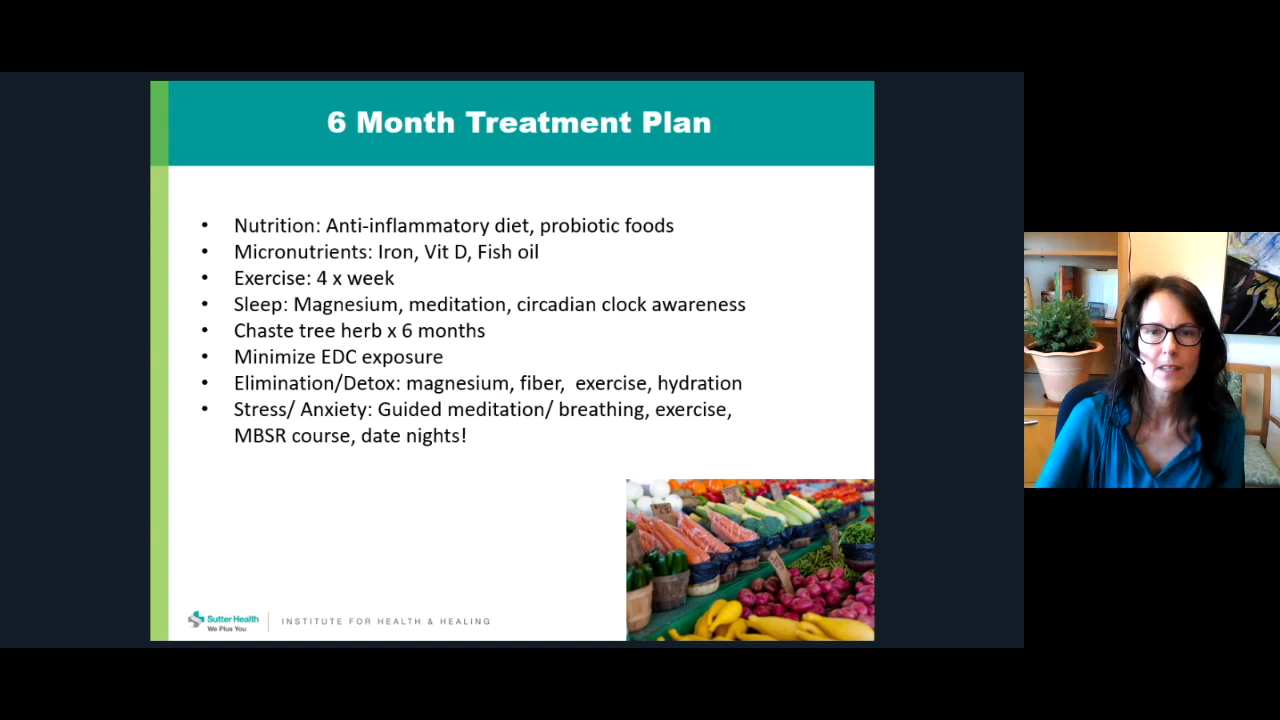 6 Month Treatment Plan
• Nutrition: Anti-inflammatory diet, probiotic foods
• Micronutrients: Iron, Vit D, Fish oil
• Exercise: 4 x week
• Sleep: Magnesium, meditation, circadian clock awareness
• Chaste tree herb x 6 months
• Minimize EDC exposure
• Elimination/Detox: magnesium, fiber,  exercise, hydration
• Stress/ Anxiety: Guided meditation/ breathing, exercise,
MBSR course, date nights!
Sutter Health
We Plus You
INSTITUTE FOR HEALTH & HEALING